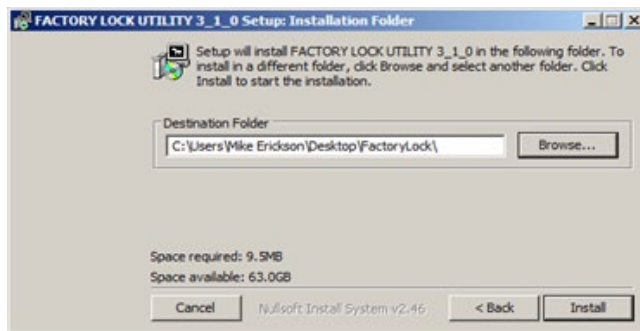 FACTORY LOCK UTILITY 3_1_0 Setup: Installation Folder
Setup will install FACTORY LOCK UTILITY 3_1_0 in the following folder. To
install in a different folder, click Browse and select another folder. Click
Install to start the installation.
Destination Folder
C:\Users\Mike Erickson\Desktop\FactoryLock\
Browse...
Space required: 9.5MB
Space available: 63.0GB
Cancel
Nullsoft Install System v2.46
< Back
Install